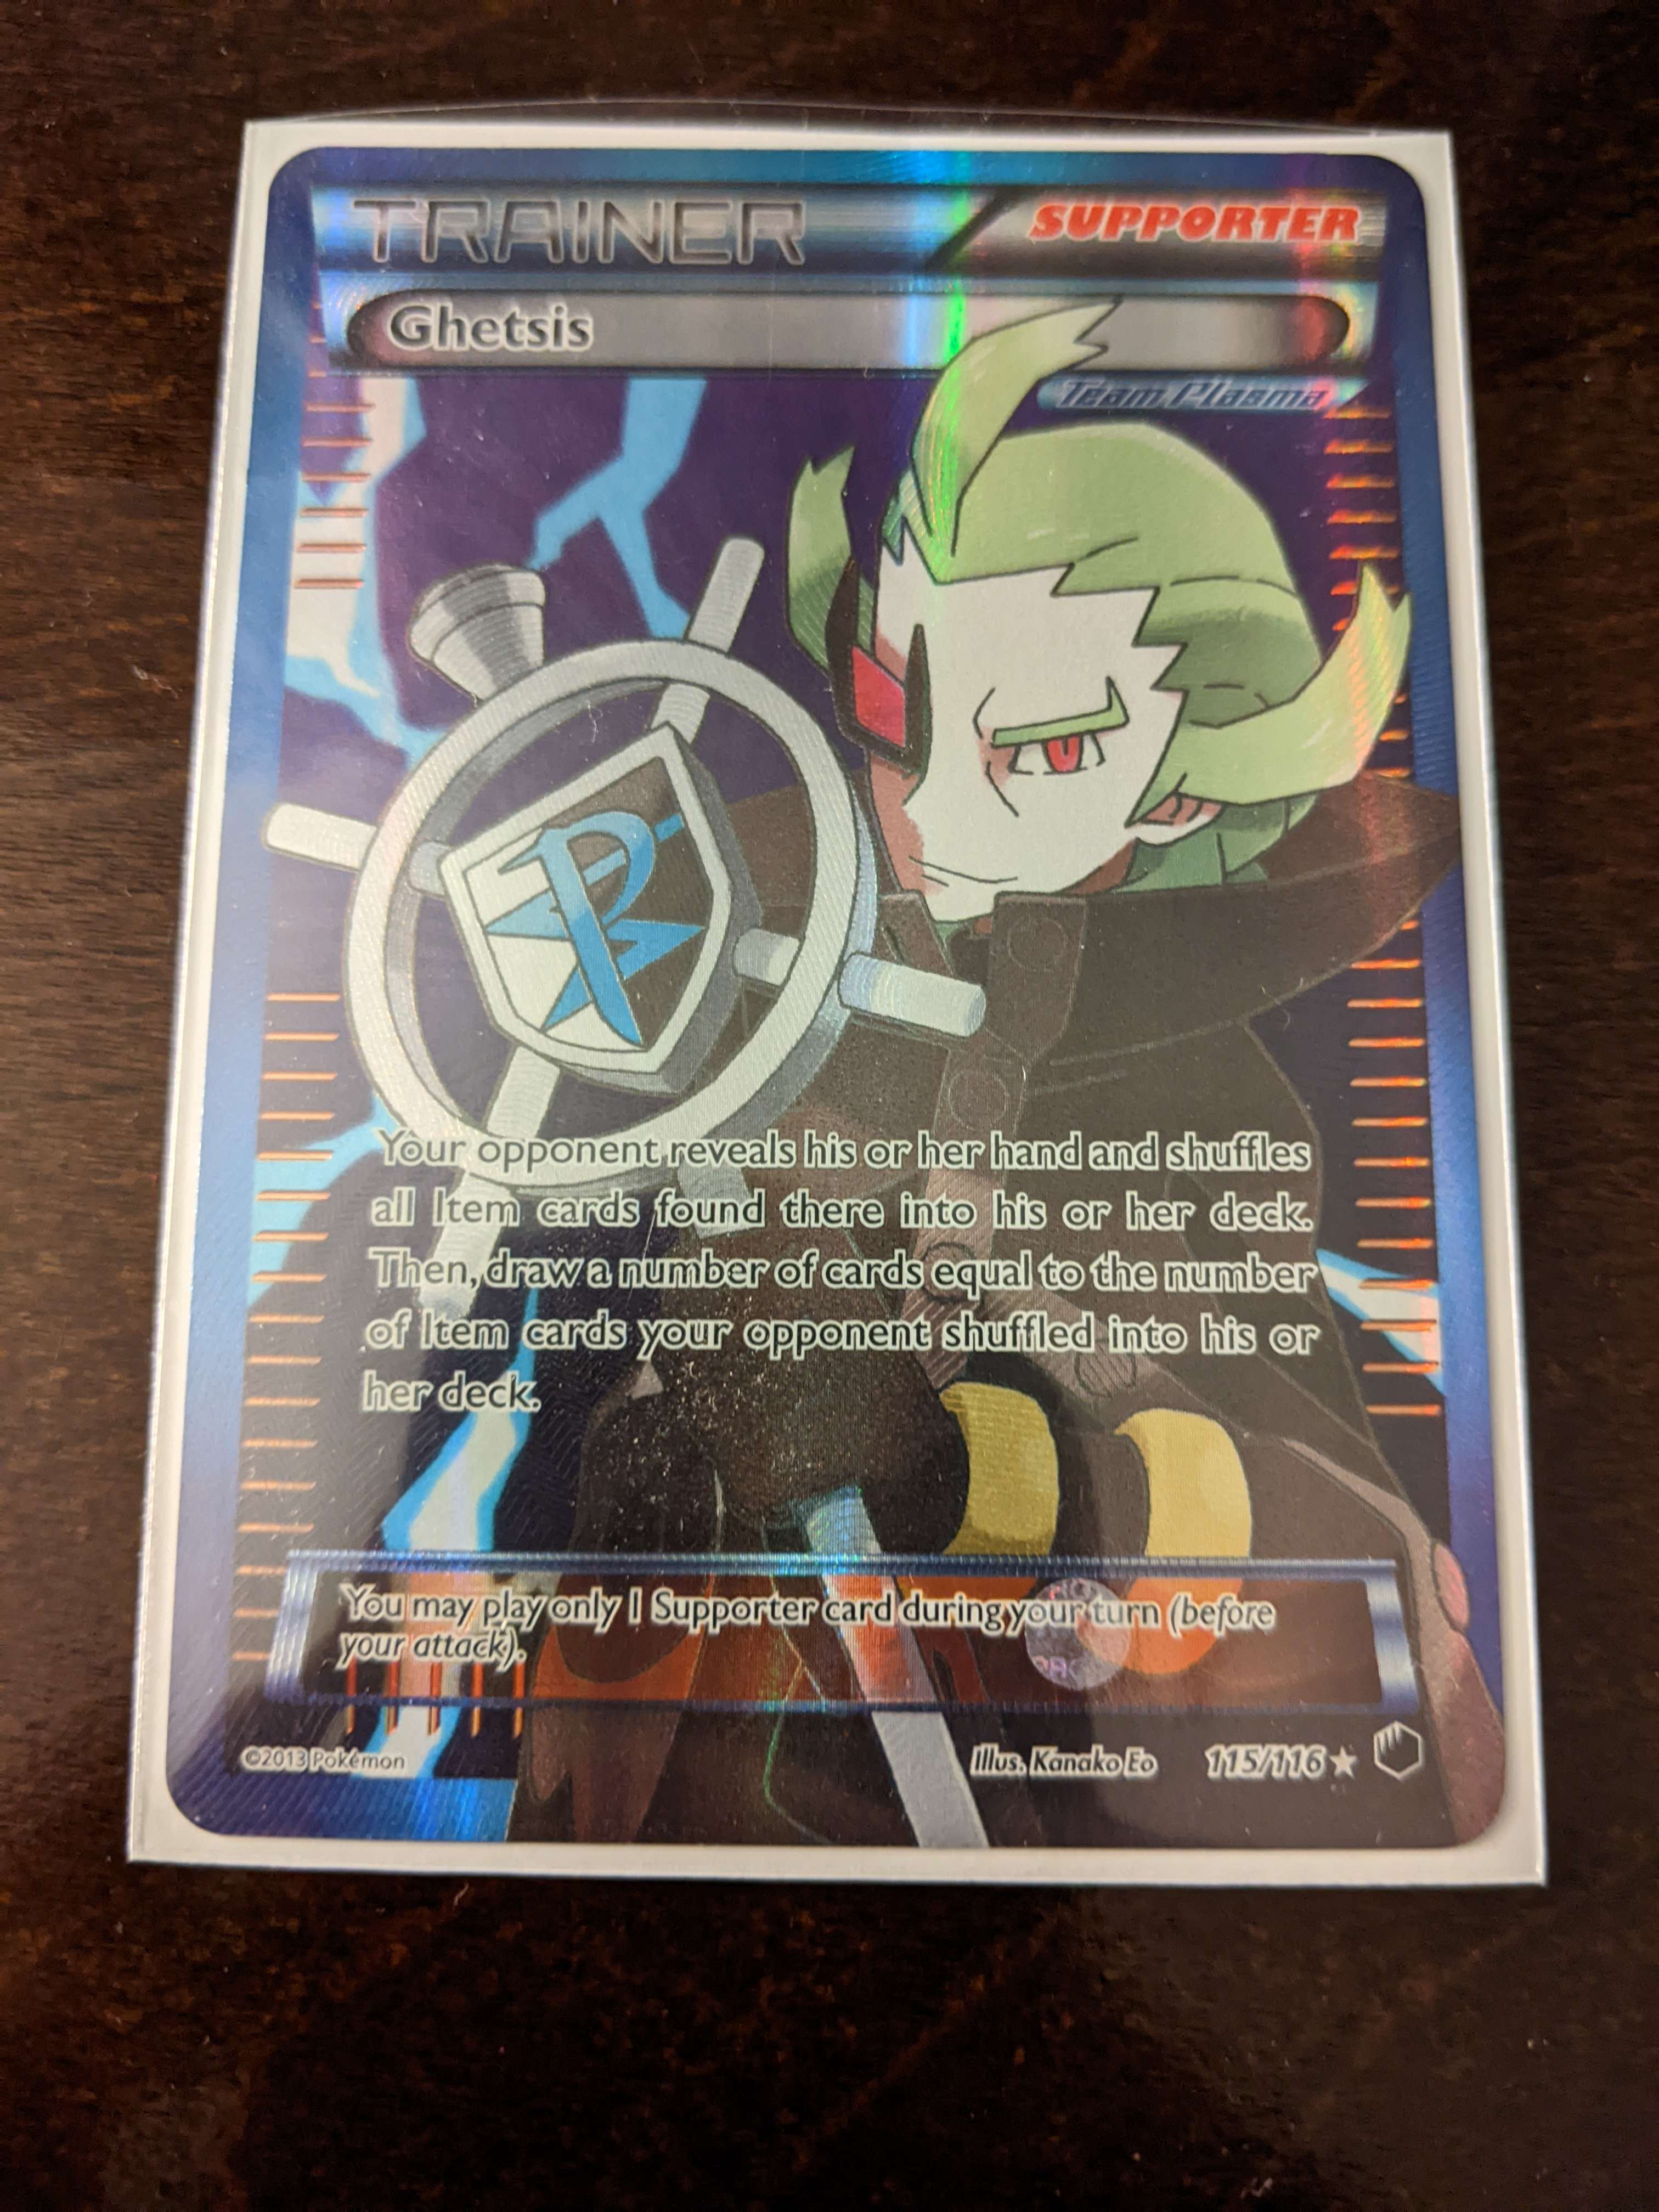 TRAINER
SUPPORTER
Ghetsis
Team Plasma
Your opponent reveals his or her hand and shuffles
all Item cards found there into his or her deck.
Then, draw a number of cards equal to the number
of Item cards your opponent shuffled into his or
her deck.
You may play only 1 Supporter card during your turn (before
your attack).
©2013 Pokémon
Illus. Kanako Eo
115/116